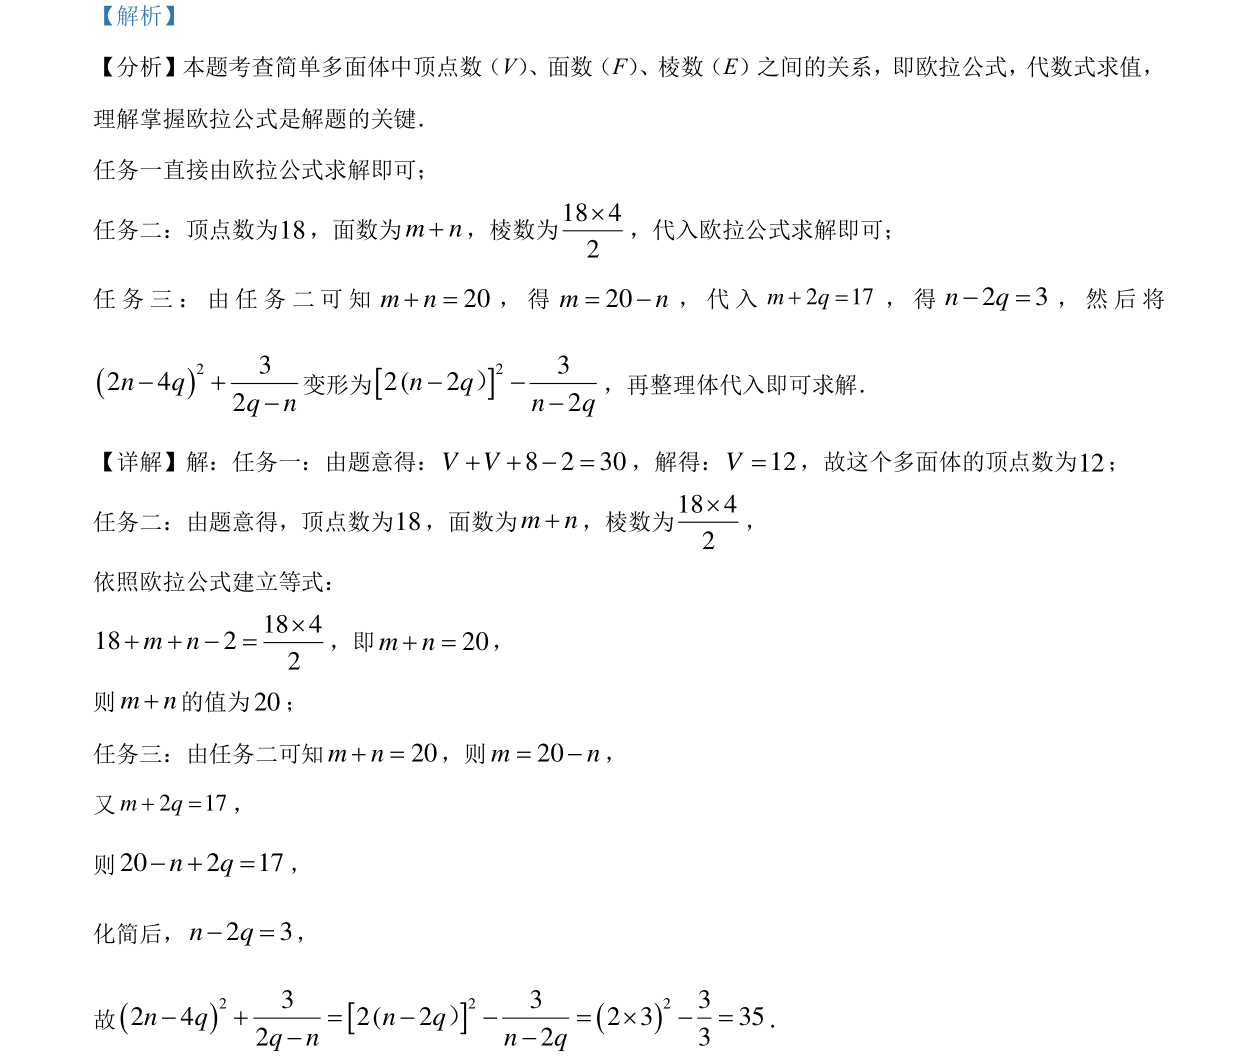 【解析】
【分析】本题考查简单多面体中顶点数（V）、面数（F）、棱数（E）之间的关系，即欧拉公式，代数式求值，
理解掌握欧拉公式是解题的关键．
任务一直接由欧拉公式求解即可；
任务二：顶点数为18，面数为m+n，棱数为\frac{18×4}{2}，代入欧拉公式求解即可；
任务三：由任务二可知m+n=20，得m=20−n，代入m+2q=17，得n−2q=3，然后将
(2n−4q)^2+\frac{3}{2q−n}变形为[2(n−2q)]^2−\frac{3}{n−2q}，再整理体代入即可求解．
【详解】解：任务一：由题意得：V+V+8−2=30，解得：V=12，故这个多面体的顶点数为12；
任务二：由题意得，顶点数为18，面数为m+n，棱数为\frac{18×4}{2}，
依照欧拉公式建立等式：
18+m+n−2=\frac{18×4}{2}，即m+n=20，
则m+n的值为20；
任务三：由任务二可知m+n=20，则m=20−n，
又m+2q=17，
则20−n+2q=17，
化简后，n−2q=3，
故(2n−4q)^2+\frac{3}{2q−n}=[2(n−2q)]^2−\frac{3}{n−2q}=(2×3)^2−\frac{3}{3}=35．